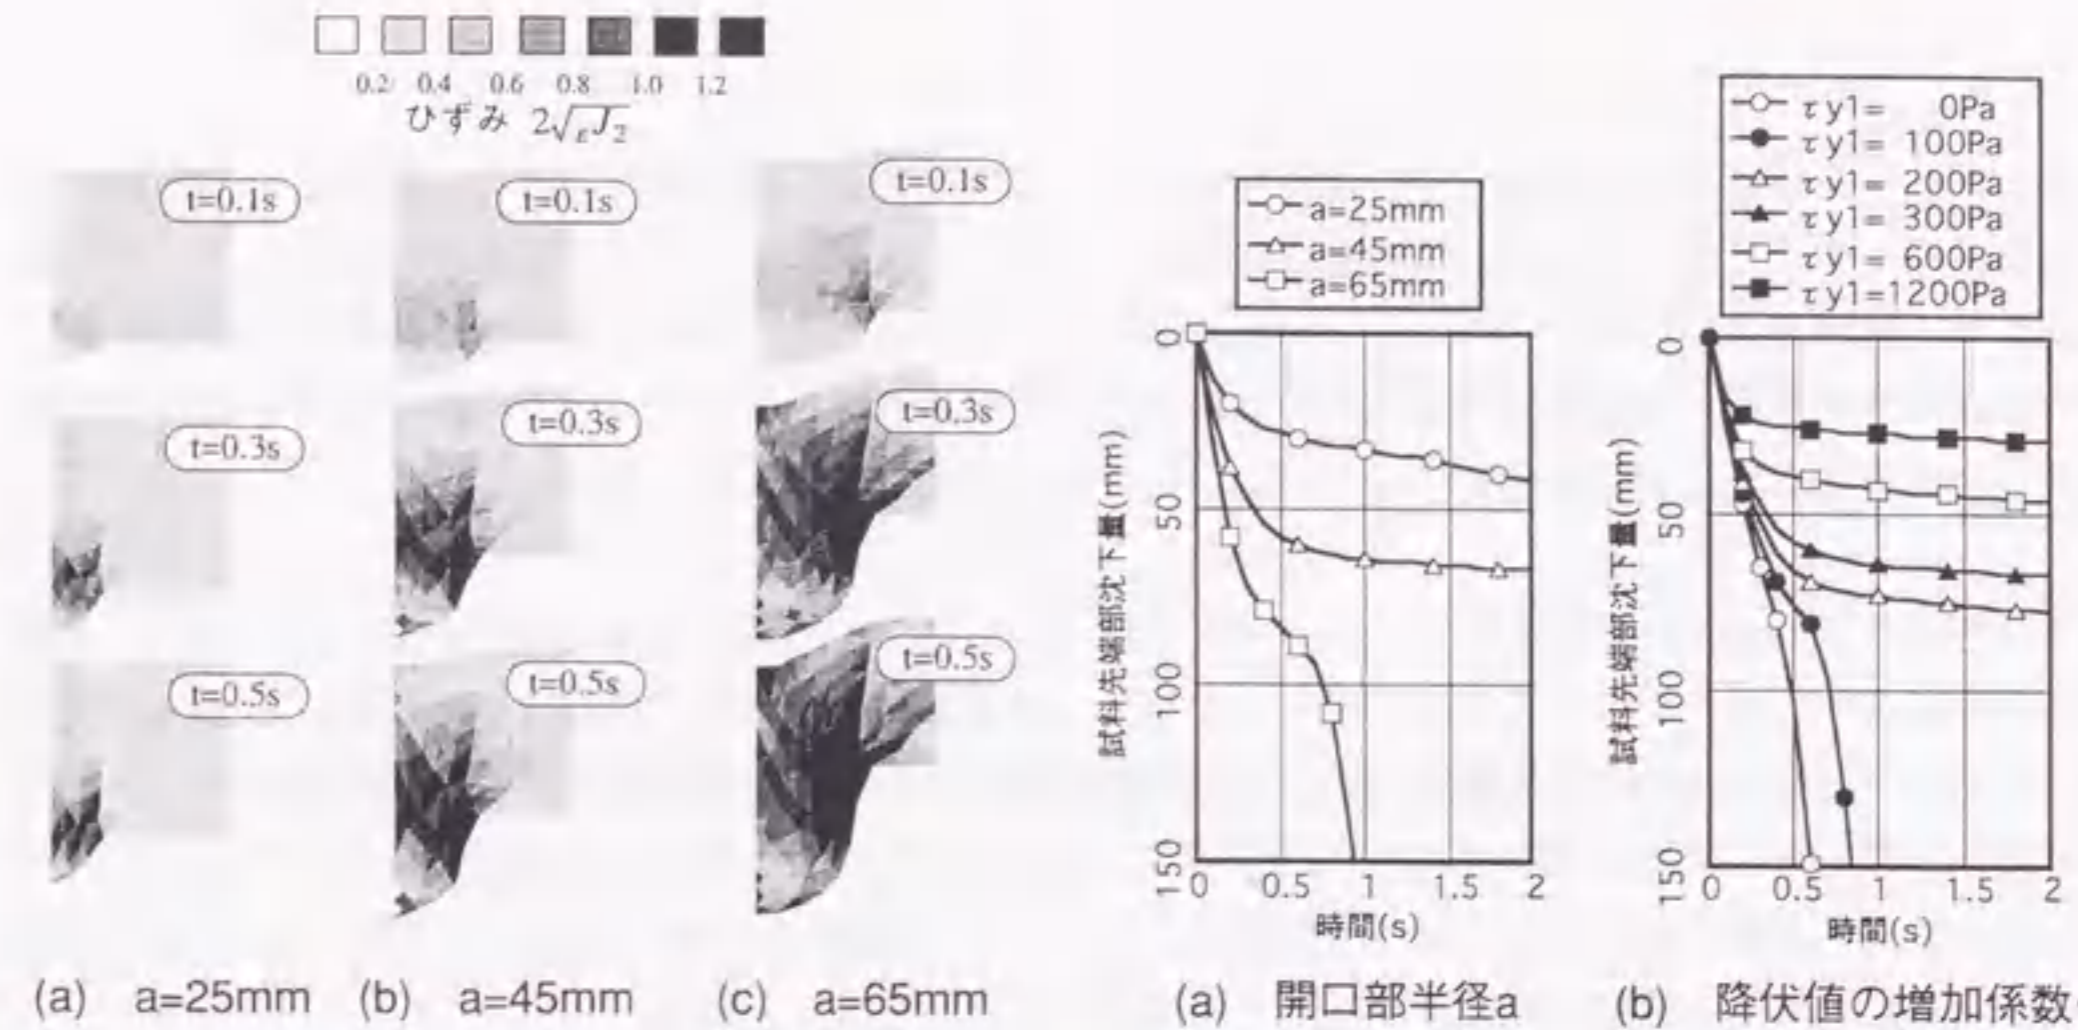 0.2 0.4 0.6 0.8 1.0 1.2
ひずみ 2√εJ2
t=0.1s
t=0.3s
t=0.5s
(a) a=25mm
t=0.1s
t=0.3s
t=0.5s
(b) a=45mm
t=0.1s
t=0.3s
t=0.5s
(c) a=65mm
a=25mm
a=45mm
a=65mm
試料先端部沈下量(mm)
0
50
100
150
0 0.5 1 1.5 2
時間(s)
(a) 開口部半径a
τy1= 0Pa
τy1= 100Pa
τy1= 200Pa
τy1= 300Pa
τy1= 600Pa
τy1=1200Pa
試料先端部沈下量(mm)
0
50
100
150
0 0.5 1 1.5 2
時間(s)
(b) 降伏値の増加係数